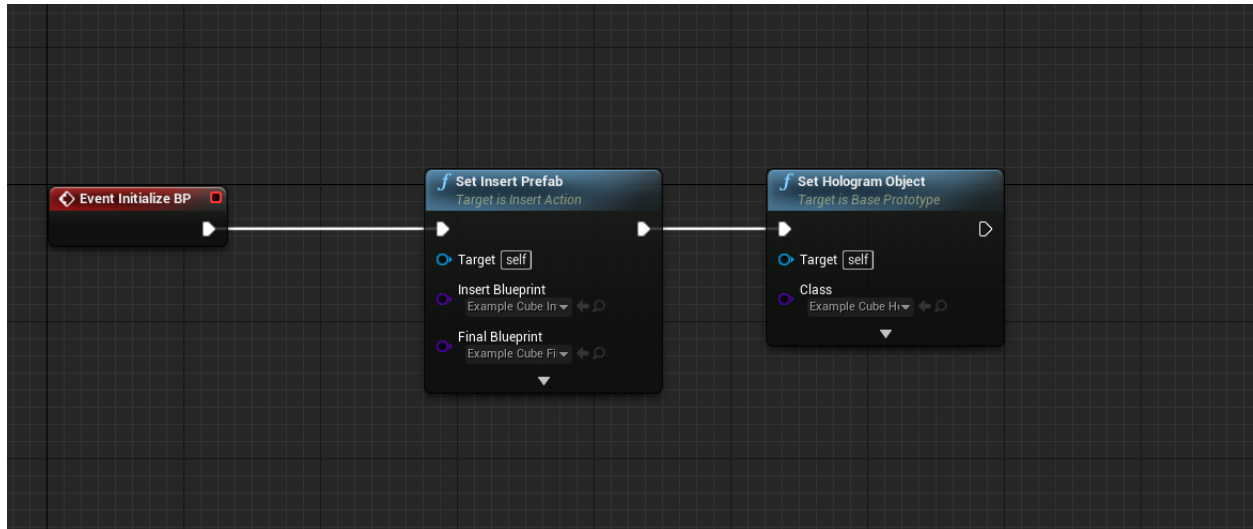 Event Initialize BP
Set Insert Prefab
Target is Insert Action
Target self
Insert Blueprint
Example Cube In
Final Blueprint
Example Cube Fi
Set Hologram Object
Target is Base Prototype
Target self
Class
Example Cube Ho